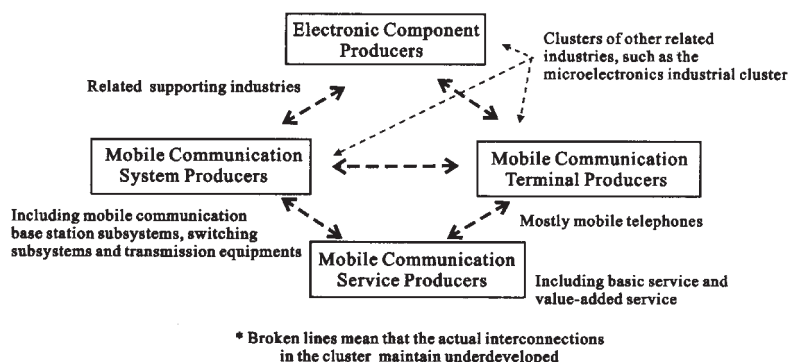 Electronic Component
Producers
Clusters of other related
industries, such as the
microelectronics industrial cluster
Related supporting industries
Mobile Communication
System Producers
Mobile Communication
Terminal Producers
Including mobile communication
base station subsystems, switching
subsystems and transmission equipments
Mostly mobile telephones
Mobile Communication
Service Producers
Including basic service and
value-added service
* Broken lines mean that the actual interconnections
in the cluster maintain underdeveloped